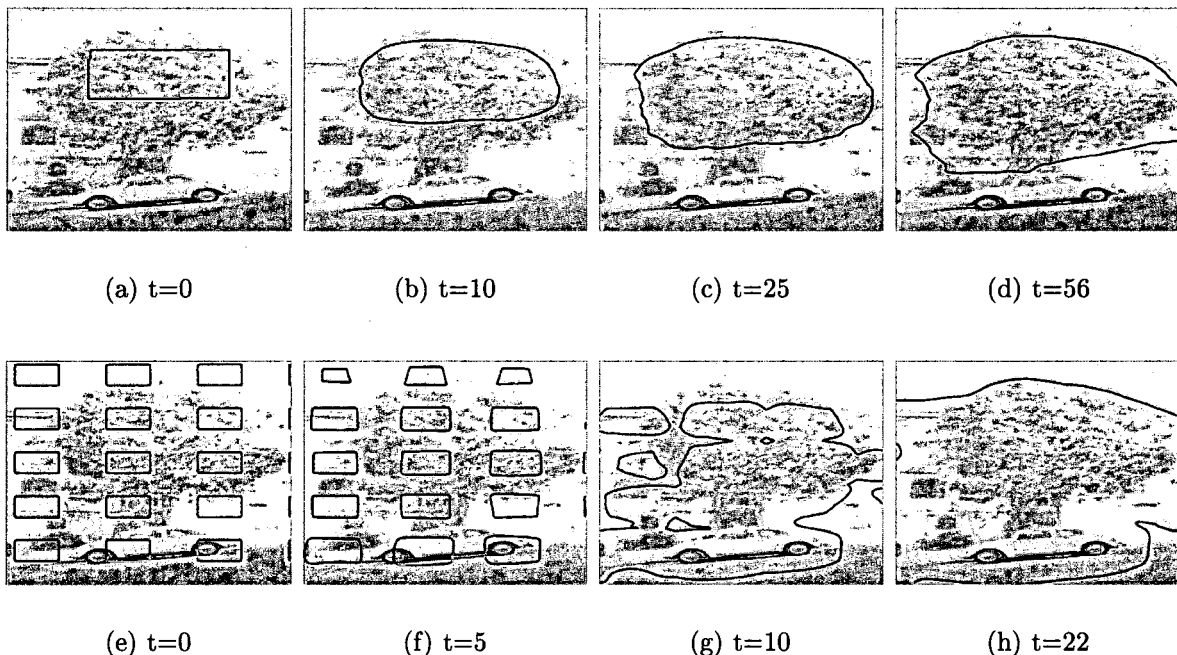 (a) t=0
(b) t=10
(c) t=25
(d) t=56
(e) t=0
(f) t=5
(g) t=10
(h) t=22